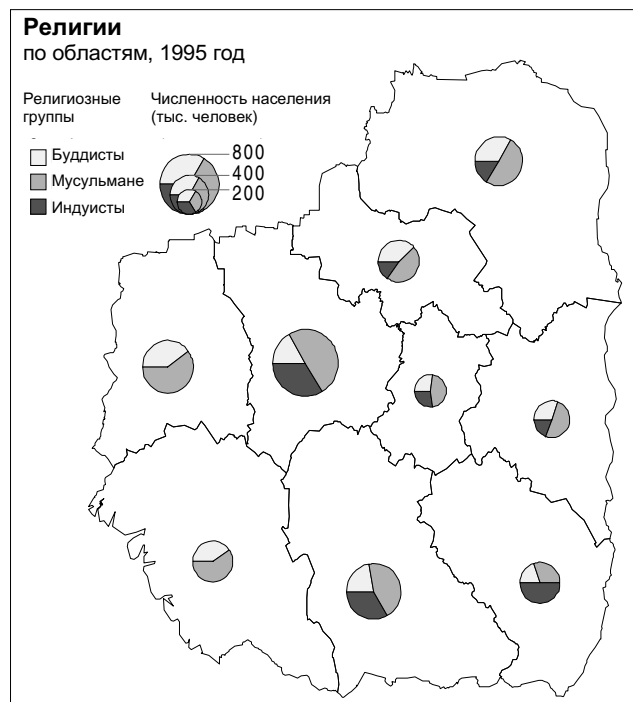 Религии
по областям, 1995 год
Религиозные группы
Численность населения (тыс. человек)
Буддисты
Мусульмане
Индуисты
800
400
200